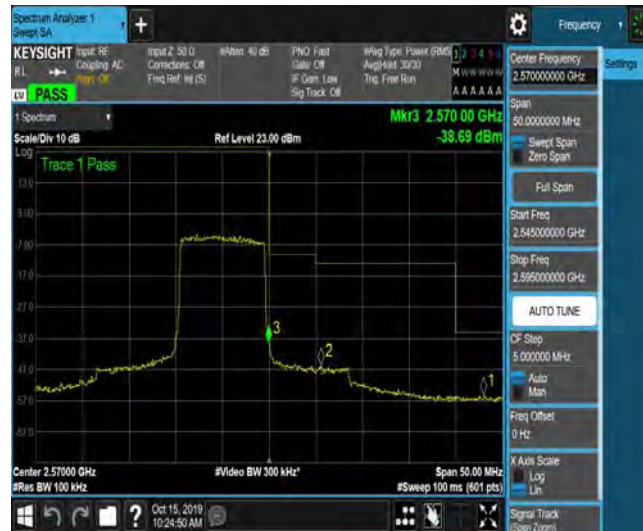 Spectrum Analyzer 1
Swept SA
+
Frequency
KEYSIGHT
Input: RF
Coupling: AC
Input Z: 50 Ω
Corrections: Off
Freq Ref: Int (S)
#Atten: 40 dB
PNO: Fast
Gate: Off
IF Gain: Low
Sig Track: Off
#Avg Type: Power (RMS
Avg|Hold: 30/30
Trig: Free Run
M W W W W W
A A A A A A
RL
LV PASS
1 Spectrum
Mkr3 2.570 00 GHz
Scale/Div 10 dB
Ref Level 23.00 dBm
-38.69 dBm
Log
Trace 1 Pass
13.0
3.00
-7.00
-17.0
-27.0
-37.0
-47.0
-57.0
-67.0
3
2
1
Center 2.57000 GHz
#Video BW 300 kHz*
Span 50.00 MHz
#Res BW 100 kHz
#Sweep 100 ms (601 pts)
Oct 15, 2019
10:24:50 AM
Center Frequency
2.570000000 GHz
Settings
Span
50.0000000 MHz
Swept Span
Zero Span
Full Span
Start Freq
2.545000000 GHz
Stop Freq
2.595000000 GHz
AUTO TUNE
CF Step
5.000000 MHz
Auto
Man
Freq Offset
0 Hz
X Axis Scale
Log
Lin
Signal Track
(Span Zoom)